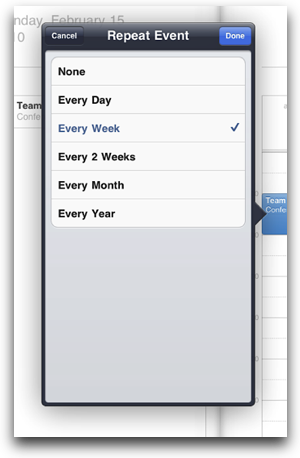 nday, February 15
0
Cancel
Repeat Event
Done
None
Every Day
Every Week
Every 2 Weeks
Every Month
Every Year
Team
Confe
Team
Confe